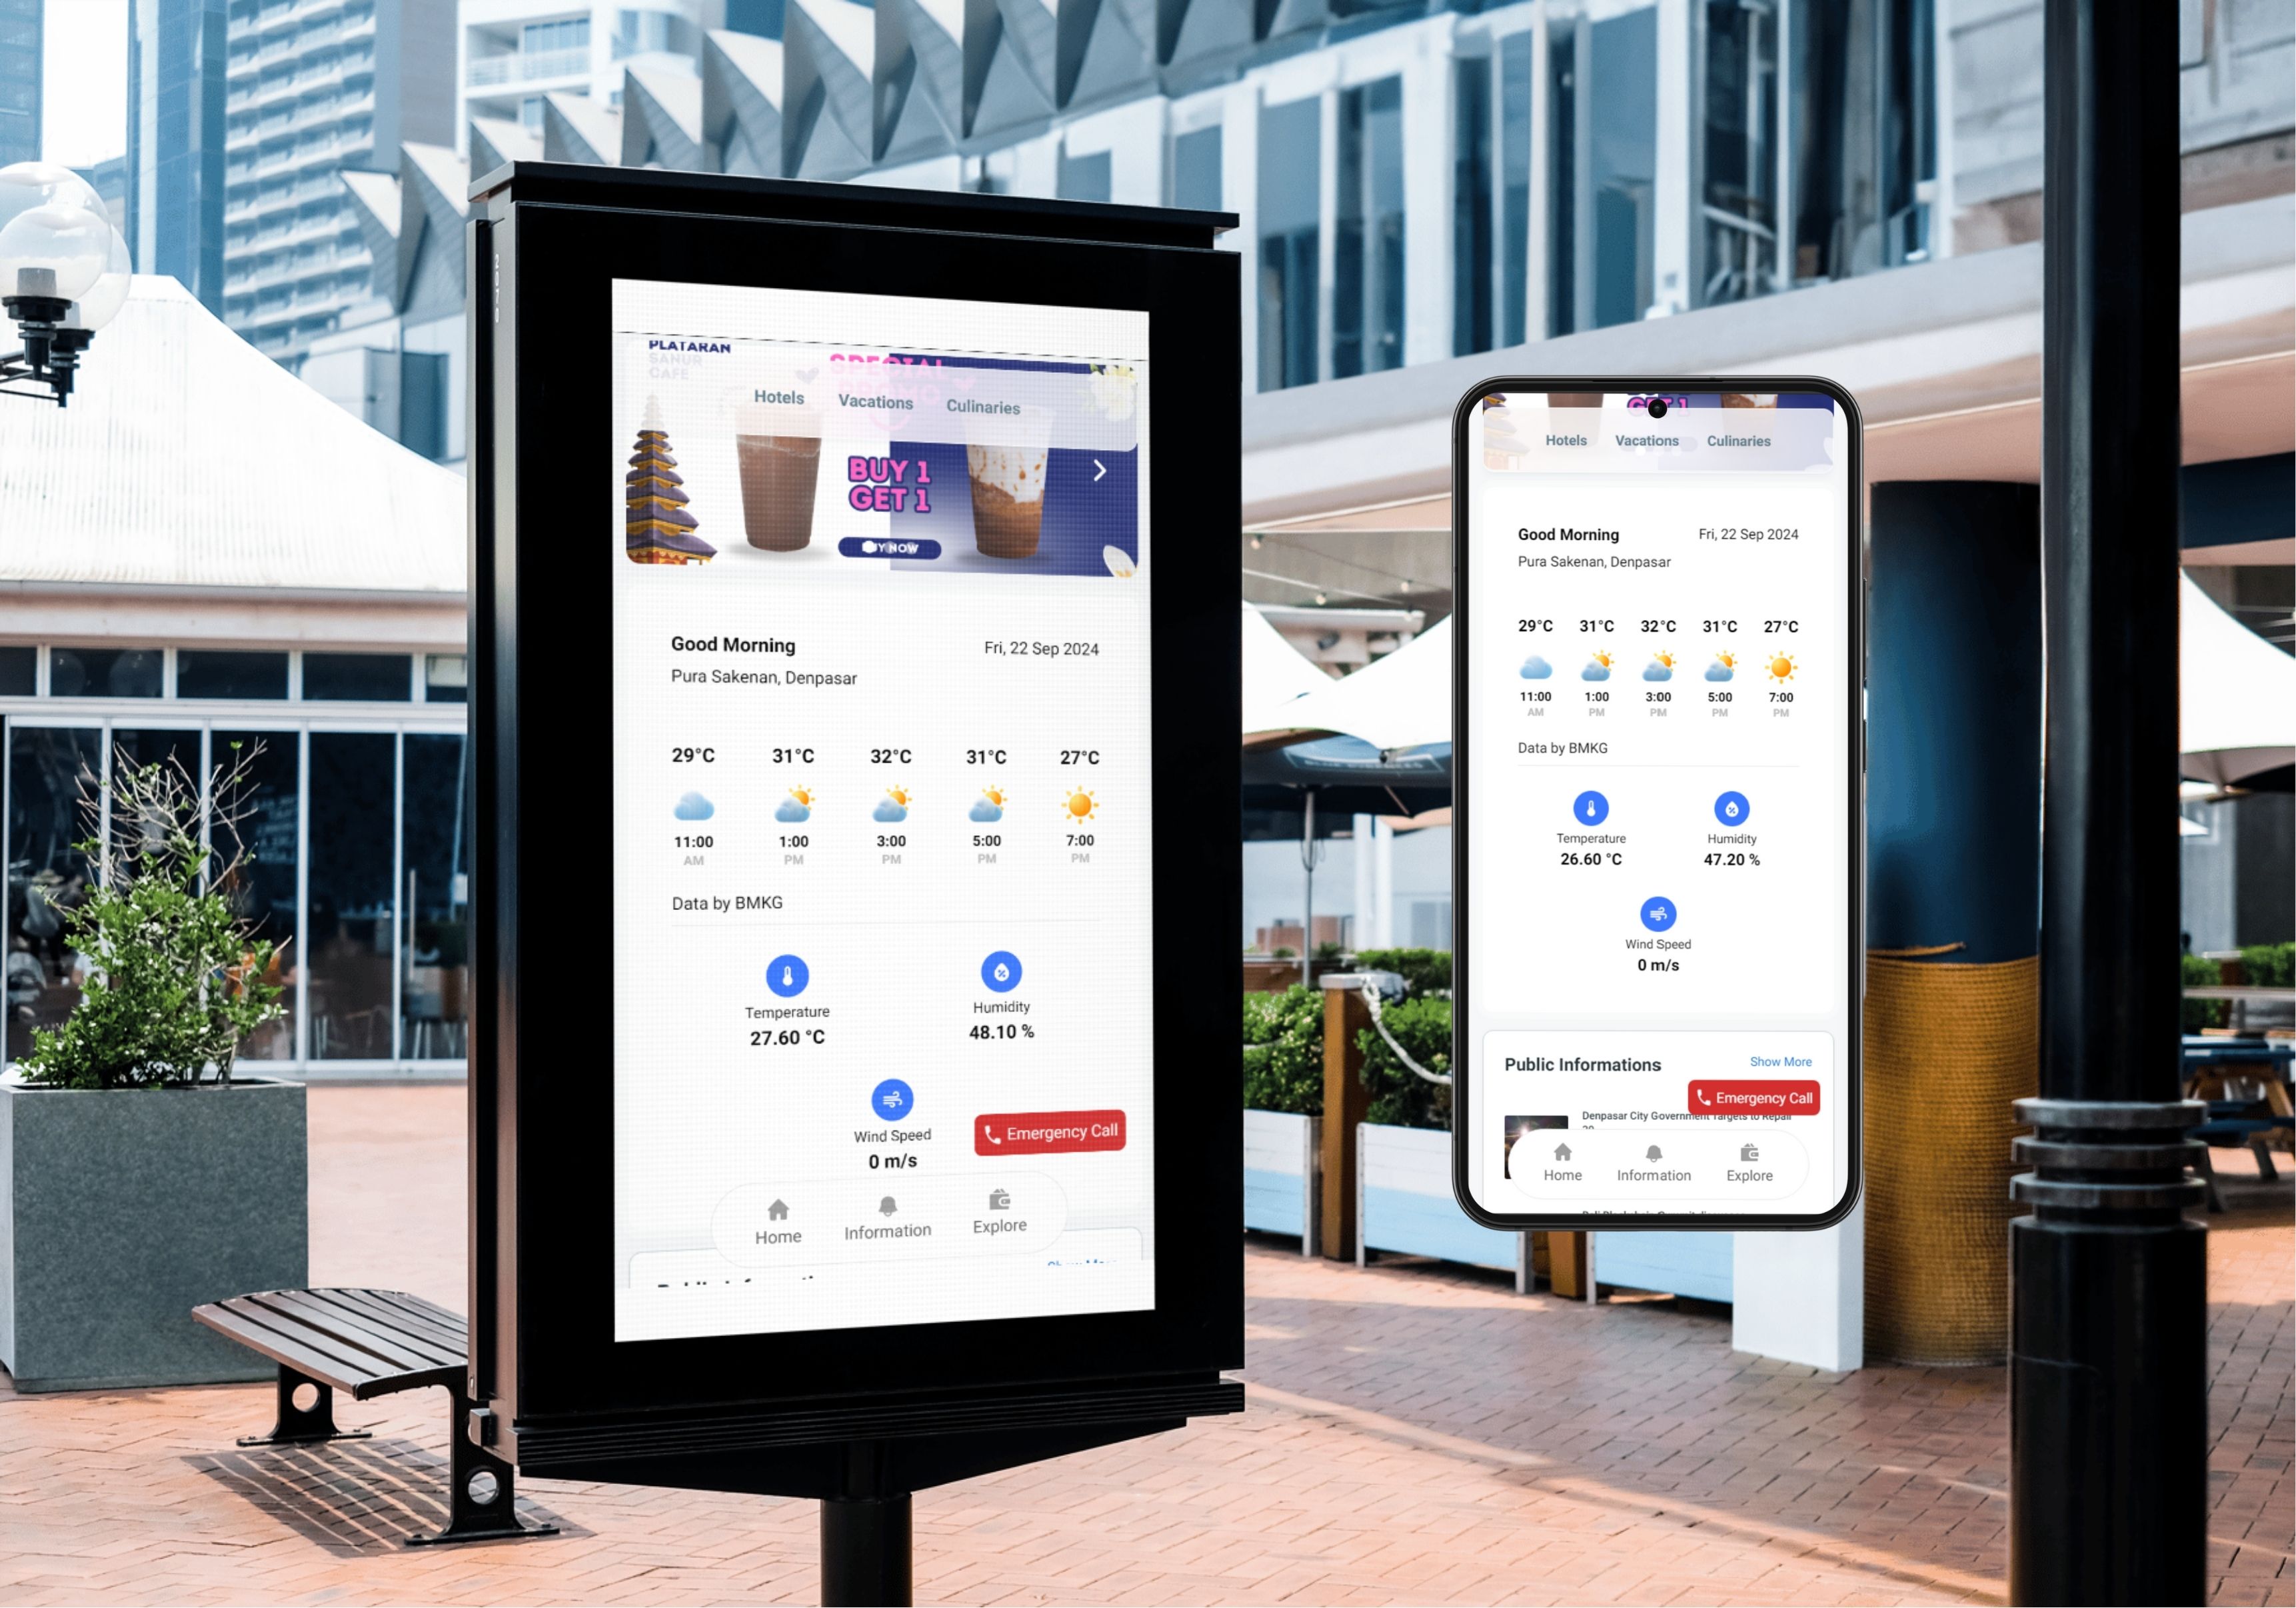 PLATARAN
SANUR
CAFE
SPECIAL
PROMO
Hotels Vacations Culinaries
BUY 1
GET 1
NOW
Good Morning Fri, 22 Sep 2024
Pura Sakenan, Denpasar
29°C 31°C 32°C 31°C 27°C
11:00 1:00 3:00 5:00 7:00
AM PM PM PM PM
Data by BMKG
Temperature Humidity
27.60 °C 48.10 %
Wind Speed
0 m/s
Emergency Call
Home Information Explore
Hotels Vacations Culinaries
Good Morning Fri, 22 Sep 2024
Pura Sakenan, Denpasar
29°C 31°C 32°C 31°C 27°C
11:00 1:00 3:00 5:00 7:00
AM PM PM PM PM
Data by BMKG
Temperature Humidity
26.60 °C 47.20 %
Wind Speed
0 m/s
Public Informations Show More
Emergency Call
Denpasar City Government Targets to Repair
Home Information Explore